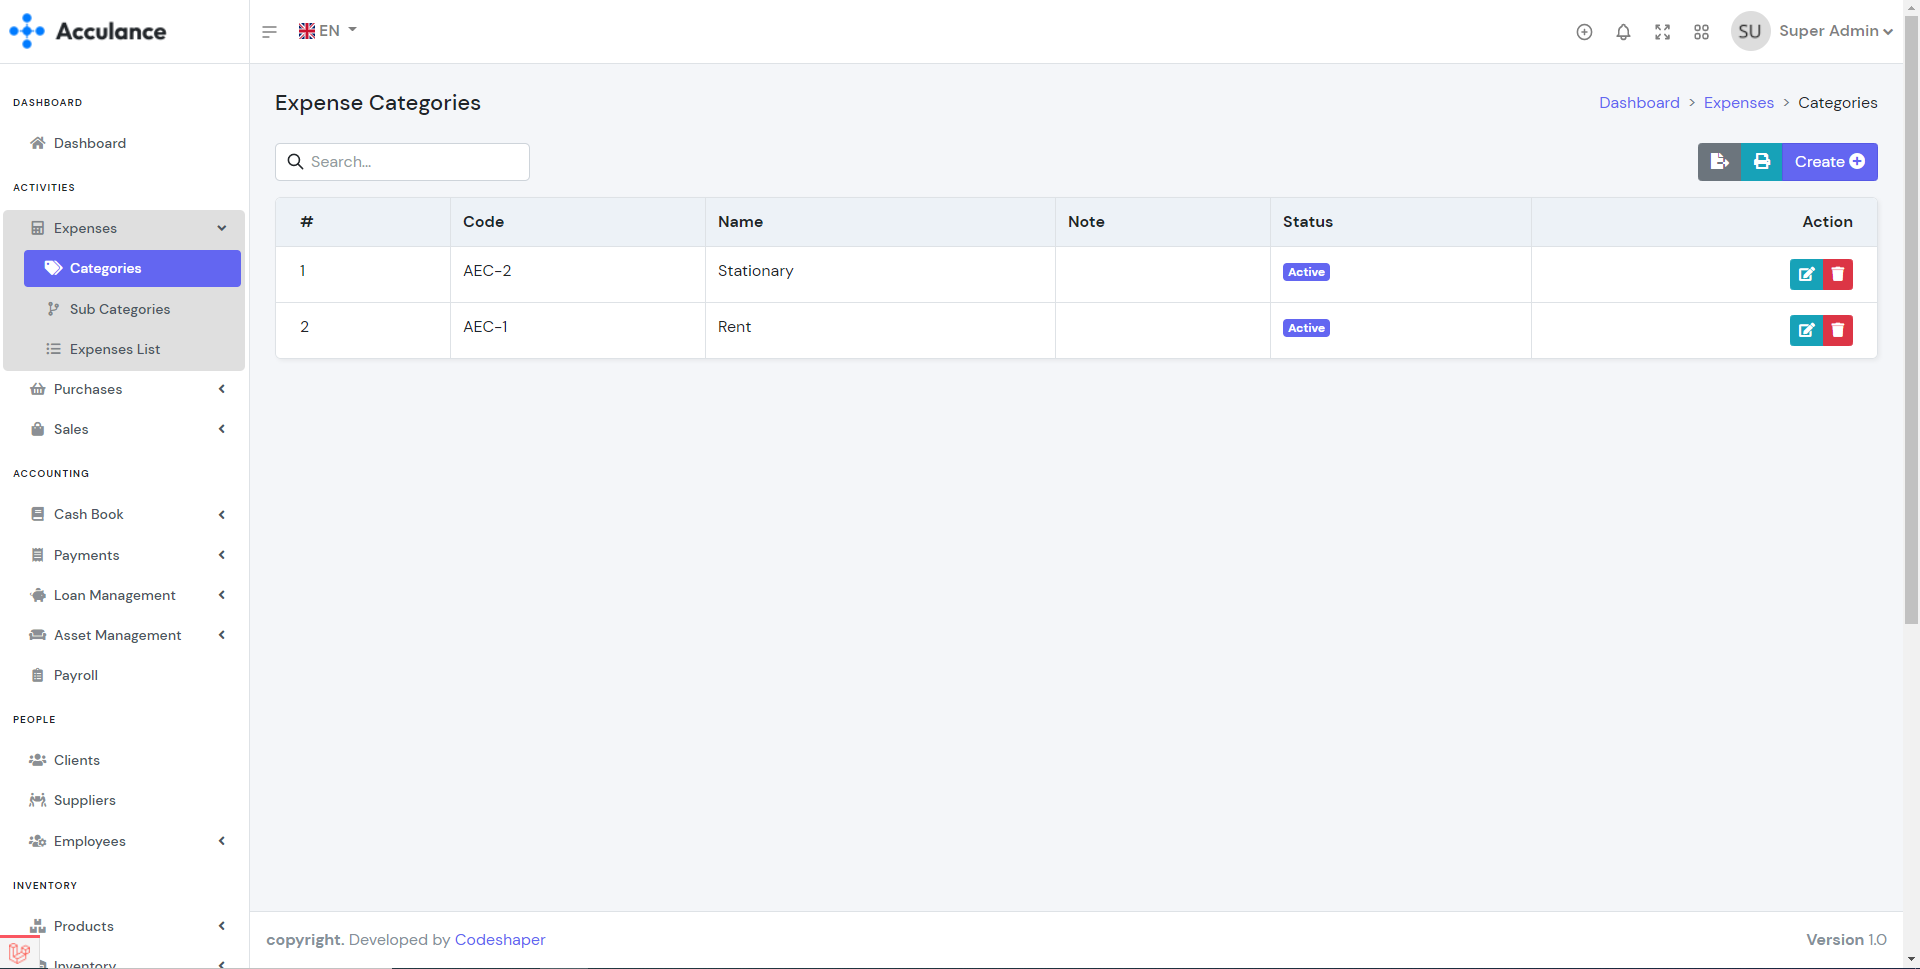 Acculance
EN
SU
Super Admin
DASHBOARD
Dashboard
ACTIVITIES
Expenses
Categories
Sub Categories
Expenses List
Purchases
Sales
ACCOUNTING
Cash Book
Payments
Loan Management
Asset Management
Payroll
PEOPLE
Clients
Suppliers
Employees
INVENTORY
Products
Inventory
Expense Categories
Dashboard > Expenses > Categories
Search...
Create
# Code Name Note Status Action
1 AEC-2 Stationary Active
2 AEC-1 Rent Active
copyright. Developed by Codeshaper
Version 1.0